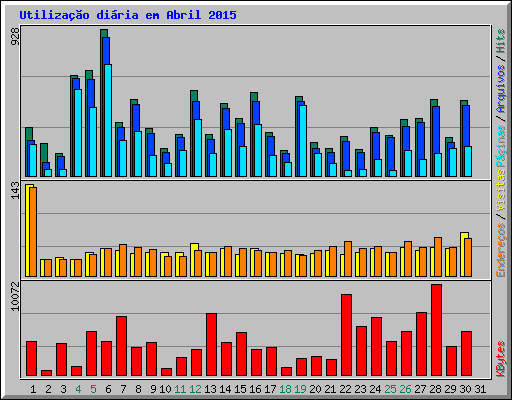 Utilização diária em Abril 2015
928
143
10072
Hits / Arquivos / Páginas
Visitas / Endereços
KBytes
1 2 3 4 5 6 7 8 9 10 11 12 13 14 15 16 17 18 19 20 21 22 23 24 25 26 27 28 29 30 31